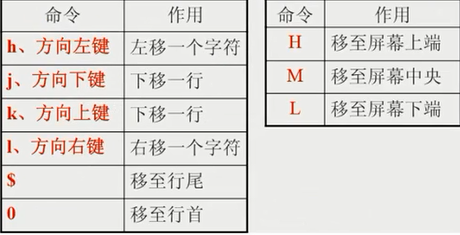 命令 作用
h、方向左键 左移一个字符
j、方向下键 下移一行
k、方向上键 下移一行
l、方向右键 右移一个字符
$ 移至行尾
0 移至行首
命令 作用
H 移至屏幕上端
M 移至屏幕中央
L 移至屏幕下端